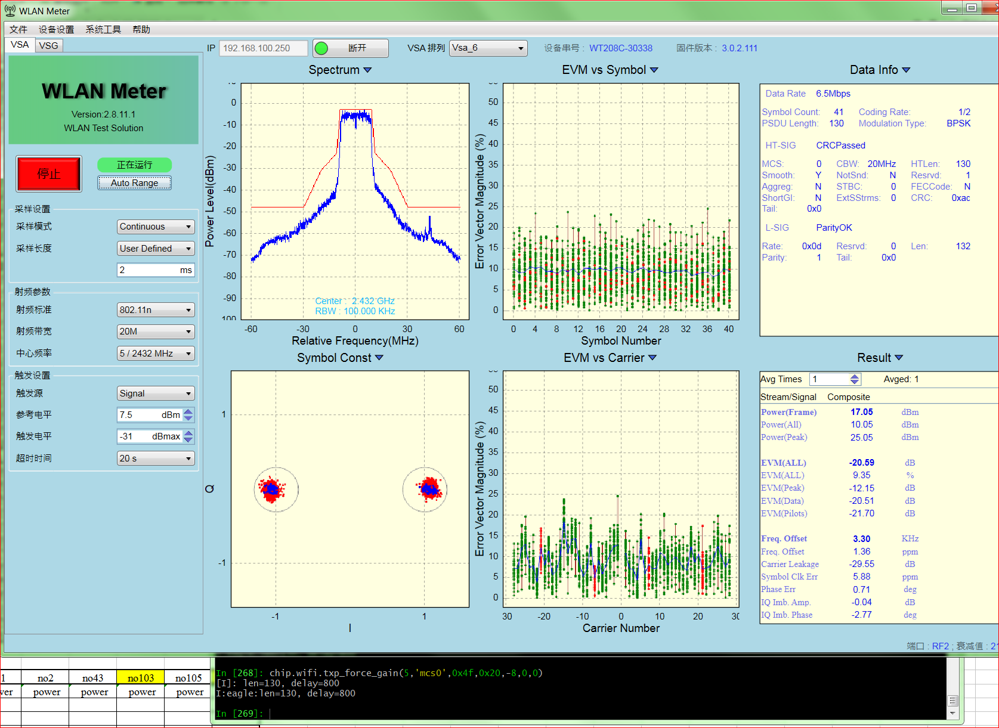 WLAN Meter
文件 设备设置 系统工具 帮助
VSA VSG
IP 192.168.100.250 断开 VSA 排列 Vsa_6 设备串号 : WT208C-30338 固件版本 : 3.0.2.111
WLAN Meter
Version:2.8.11.1
WLAN Test Solution
停止 正在运行
Auto Range
采样设置
采样模式 Continuous
采样长度 User Defined
2 ms
射频参数
射频标准 802.11n
射频带宽 20M
中心频率 5 / 2432 MHz
触发设置
触发源 Signal
参考电平 7.5 dBm
触发电平 -31 dBmax
超时时间 20 s
Spectrum
Power Level(dBm)
0
-10
-20
-30
-40
-50
-60
-70
-80
-90
Center : 2.432 GHz
RBW : 100.000 KHz
-60 -30 0 30 60
Relative Frequency(MHz)
EVM vs Symbol
Error Vector Magnitude (%)
50
45
40
35
30
25
20
15
10
5
0
0 4 8 12 16 20 24 28 32 36 40
Symbol Number
Data Info
Data Rate 6.5Mbps
Symbol Count: 41 Coding Rate: 1/2
PSDU Length: 130 Modulation Type: BPSK
HT-SIG CRCPassed
MCS: 0 CBW: 20MHz HTLen: 130
Smooth: Y NotSnd: N Resrvd: 1
Aggreg: N STBC: 0 FECCode: N
ShortGI: N ExtSStrms: 0 CRC: 0xac
Tail: 0x0
L-SIG ParityOK
Rate: 0x0d Resrvd: 0 Len: 132
Parity: 1 Tail: 0x0
Symbol Const
Q
1
-1
-1 1
I
EVM vs Carrier
Error Vector Magnitude (%)
50
45
40
35
30
25
20
15
10
5
0
30 -20 -10 0 10 20
Carrier Number
Result
Avg Times 1 Avged: 1
Stream/Signal Composite
Power(Frame) 17.05 dBm
Power(All) 10.05 dBm
Power(Peak) 25.05 dBm
EVM(ALL) -20.59 dB
EVM(ALL) 9.35 %
EVM(Peak) -12.15 dB
EVM(Data) -20.51 dB
EVM(Pilots) -21.70 dB
Freq. Offset 3.30 KHz
Freq. Offset 1.36 ppm
Carrier Leakage -29.55 dB
Symbol Clk Err 5.88 ppm
Phase Err 0.71 deg
IQ Imb. Amp. -0.04 dB
IQ Imb. Phase -2.77 deg
端口 : RF2 ; 衰减值 : 2
1 no2 no43 no103 no105
ver power power power power
In [268]: chip.wifi.txp_force_gain(5,'mcs0',0x4f,0x20,-8,0,0)
[I]: len=130, delay=800
I:eagle:len=130, delay=800
In [269]: